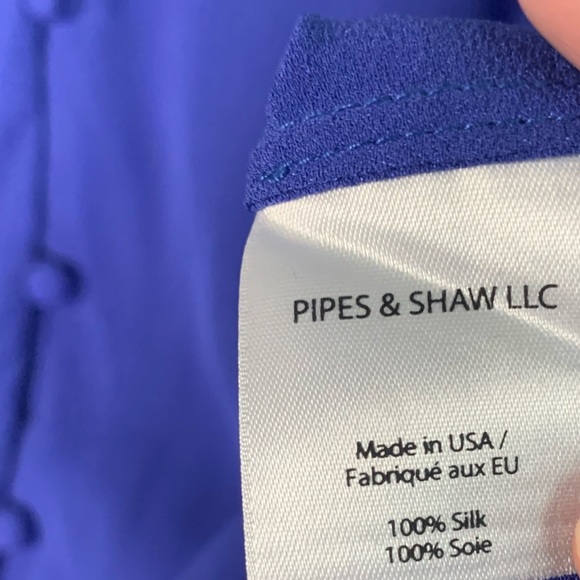 PIPES & SHAW LLC
Made in USA /
Fabriqué aux EU
100% Silk
100% Soie